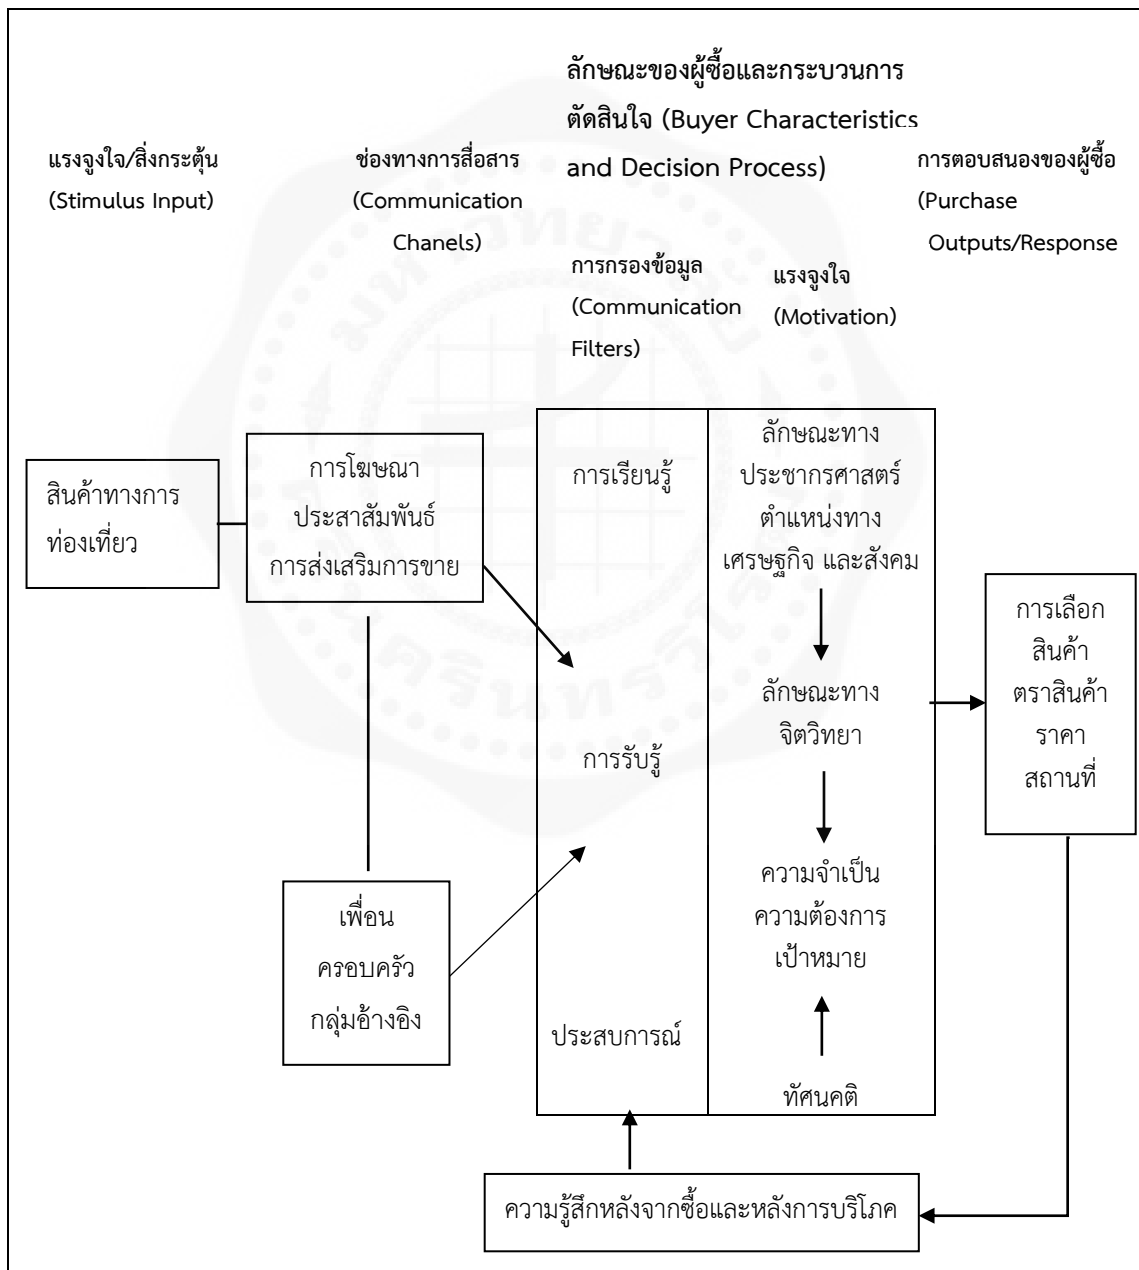 ลักษณะของผู้ซื้อและกระบวนการ
ตัดสินใจ (Buyer Characteristics
and Decision Process)
แรงจูงใจ/สิ่งกระตุ้น
(Stimulus Input)
ช่องทางการสื่อสาร
(Communication
Chanels)
การตอบสนองของผู้ซื้อ
(Purchase
Outputs/Response
การกรองข้อมูล
(Communication
Filters)
แรงจูงใจ
(Motivation)
สินค้าทางการ
ท่องเที่ยว
การโฆษณา
ประสาสัมพันธ์
การส่งเสริมการขาย
เพื่อน
ครอบครัว
กลุ่มอ้างอิง
การเรียนรู้
การรับรู้
ประสบการณ์
ลักษณะทาง
ประชากรศาสตร์
ตำแหน่งทาง
เศรษฐกิจ และสังคม
ลักษณะทาง
จิตวิทยา
ความจำเป็น
ความต้องการ
เป้าหมาย
ทัศนคติ
การเลือก
สินค้า
ตราสินค้า
ราคา
สถานที่
ความรู้สึกหลังจากซื้อและหลังการบริโภค